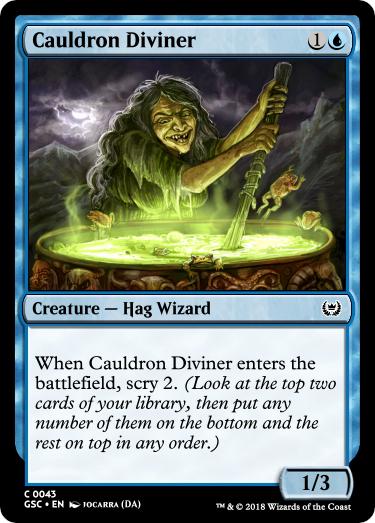 Cauldron Diviner 1
Creature — Hag Wizard
When Cauldron Diviner enters the
battlefield, scry 2. (Look at the top two
cards of your library, then put any
number of them on the bottom and the
rest on top in any order.)
1/3
C 0043
GSC • EN JOCARRA (DA)
™ & © 2018 Wizards of the Coast